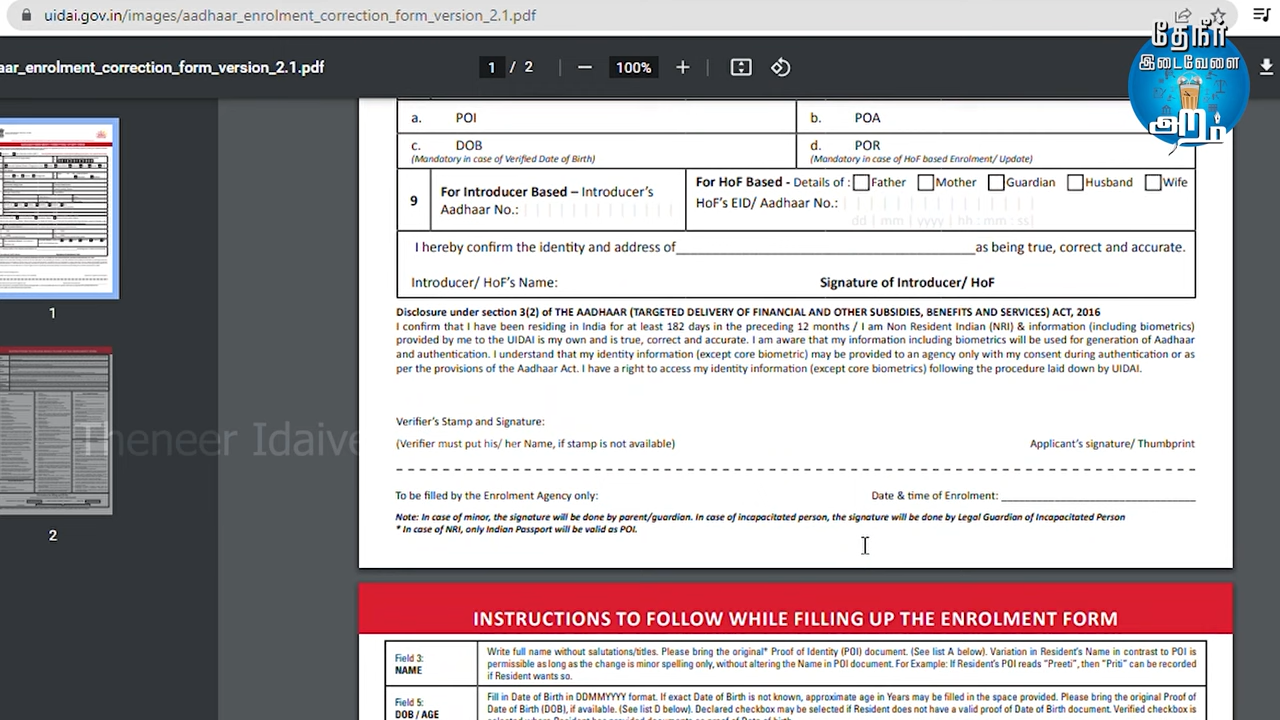 uidai.gov.in/images/aadhaar_enrolment_correction_form_version_2.1.pdf
தேநீர்
இடைவேளை
அறம்
aar_enrolment_correction_form_version_2.1.pdf
1 / 2
100%
a. POI
b. POA
c. DOB
(Mandatory in case of Verified Date of Birth)
d. POR
(Mandatory in case of HoF based Enrolment/ Update)
9
For Introducer Based – Introducer's
Aadhaar No.:
For HoF Based - Details of : Father Mother Guardian Husband Wife
HoF's EID/ Aadhaar No.:
dd | mm | yyyy | hh : mm : ss
I hereby confirm the identity and address of______________________________as being true, correct and accurate.
Introducer/ HoF's Name:
Signature of Introducer/ HoF
Disclosure under section 3(2) of THE AADHAAR (TARGETED DELIVERY OF FINANCIAL AND OTHER SUBSIDIES, BENEFITS AND SERVICES) ACT, 2016
I confirm that I have been residing in India for at least 182 days in the preceding 12 months / I am Non Resident Indian (NRI) & information (including biometrics)
provided by me to the UIDAI is my own and is true, correct and accurate. I am aware that my information including biometrics will be used for generation of Aadhaar
and authentication. I understand that my identity information (except core biometric) may be provided to an agency only with my consent during authentication or as
per the provisions of the Aadhaar Act. I have a right to access my identity information (except core biometrics) following the procedure laid down by UIDAI.
Verifier's Stamp and Signature:
Theneer Idaive
(Verifier must put his/ her Name, if stamp is not available)
Applicant's signature/ Thumbprint
To be filled by the Enrolment Agency only:
Date & time of Enrolment: ______________________________
Note: In case of minor, the signature will be done by parent/guardian. In case of incapacitated person, the signature will be done by Legal Guardian of Incapacitated Person
* In case of NRI, only Indian Passport will be valid as POI.
1
2
INSTRUCTIONS TO FOLLOW WHILE FILLING UP THE ENROLMENT FORM
Field 3:
NAME
Write full name without salutations/titles. Please bring the original* Proof of Identity (POI) document. (See list A below). Variation in Resident's Name in contrast to POI is
permissible as long as the change is minor spelling only, without altering the Name in POI document. For Example: If Resident's POI reads "Preeti", then "Priti" can be recorded
if Resident wants so.
Field 5:
DOB / AGE
Fill in Date of Birth in DDMMYYYY format. If exact Date of Birth is not known, approximate age in Years may be filled in the space provided. Please bring the original Proof of
Date of Birth (DOB), if available. (See list D below). Declared checkbox may be selected if Resident does not have a valid proof of Date of Birth document. Verified checkbox is